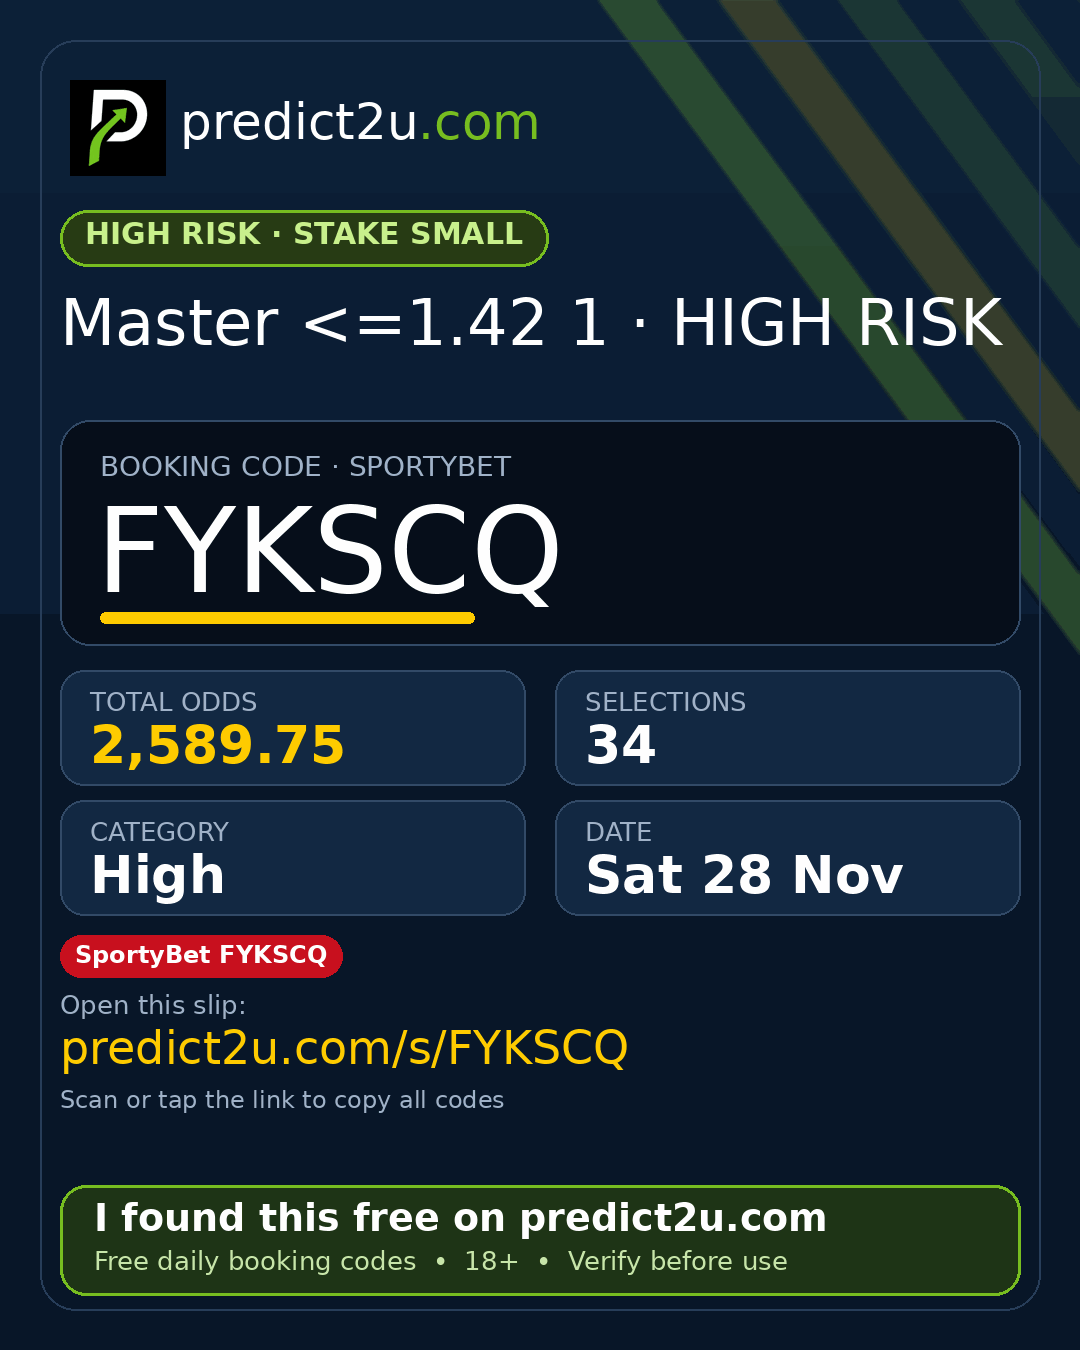 predict2u.com
HIGH RISK · STAKE SMALL
Master <=1.42 1 · HIGH RISK
BOOKING CODE · SPORTYBET
FYKSCQ
TOTAL ODDS
2,589.75
SELECTIONS
34
CATEGORY
High
DATE
Sat 28 Nov
SportyBet FYKSCQ
Open this slip:
predict2u.com/s/FYKSCQ
Scan or tap the link to copy all codes
I found this free on predict2u.com
Free daily booking codes • 18+ • Verify before use